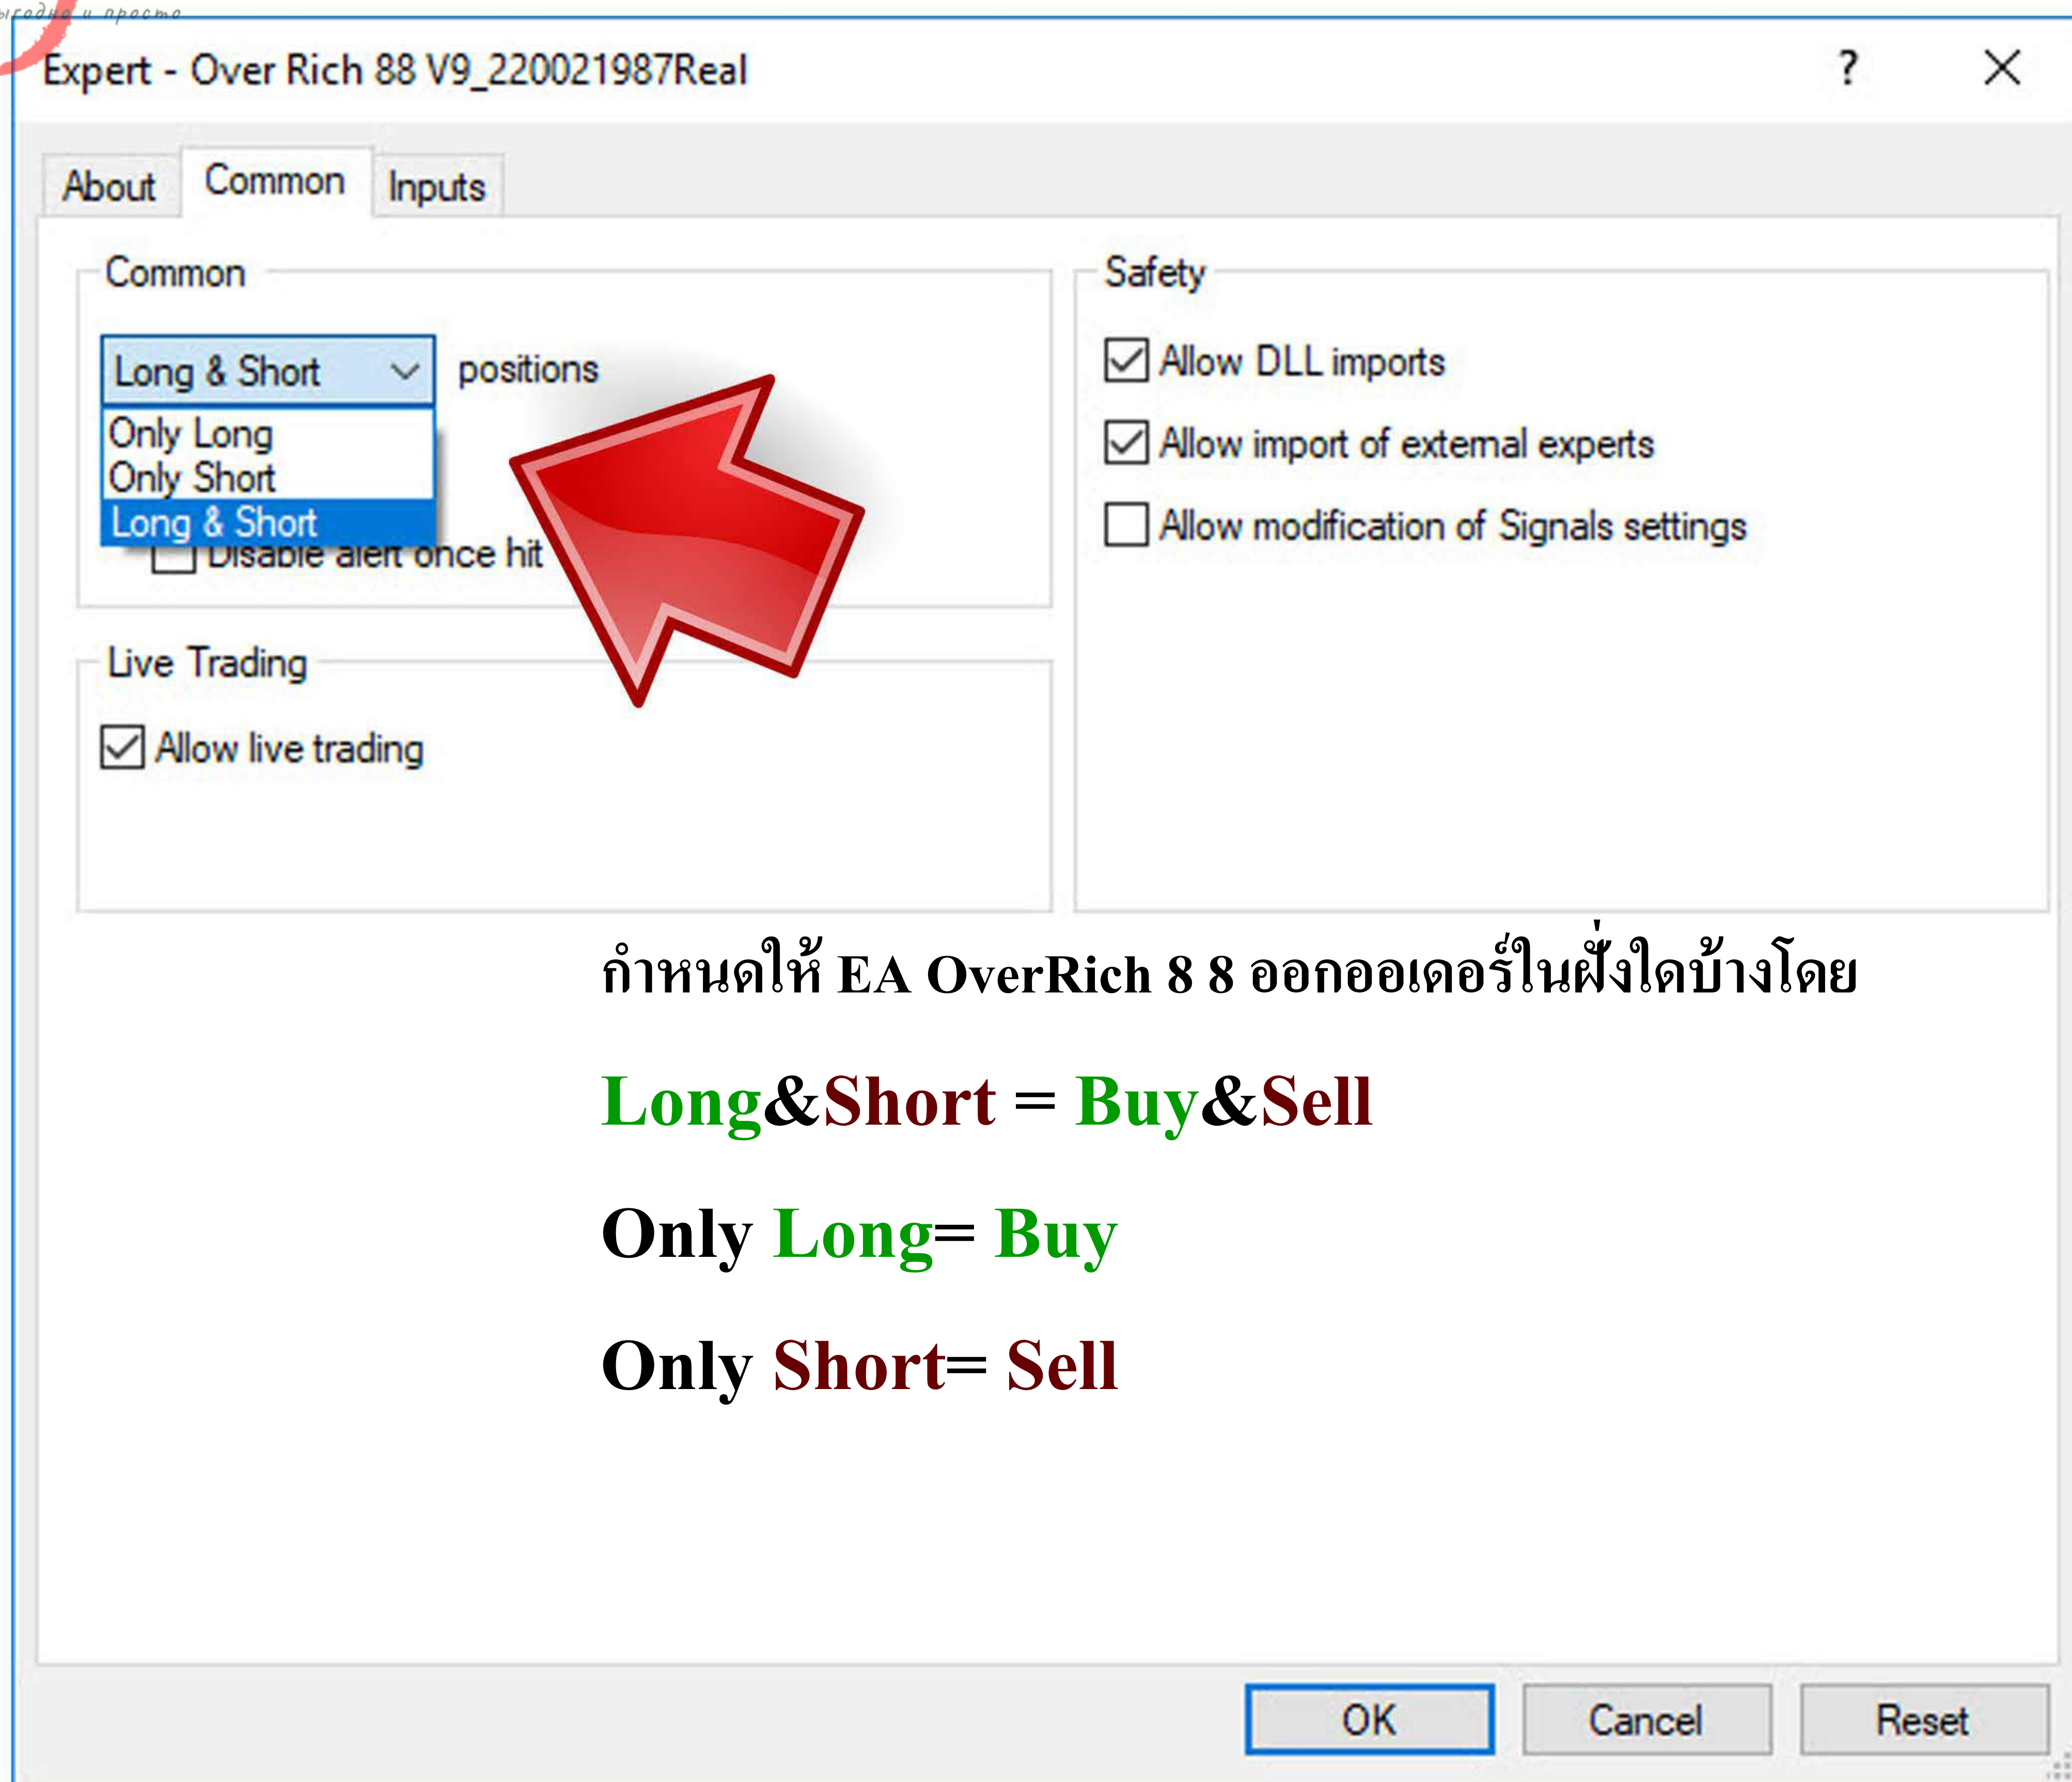 и просто
Expert - Over Rich 88 V9_220021987Real
?
About
Common
Inputs
Common
Long & Short
positions
Only Long
Only Short
Long & Short
Disable alert once hit
Live Trading
Allow live trading
Safety
Allow DLL imports
Allow import of external experts
Allow modification of Signals settings
กำหนดให้ EA OverRich 8 8 ออกออเดอร์ในฝั่งใดบ้างโดย
Long&Short = Buy&Sell
Only Long= Buy
Only Short= Sell
OK
Cancel
Reset